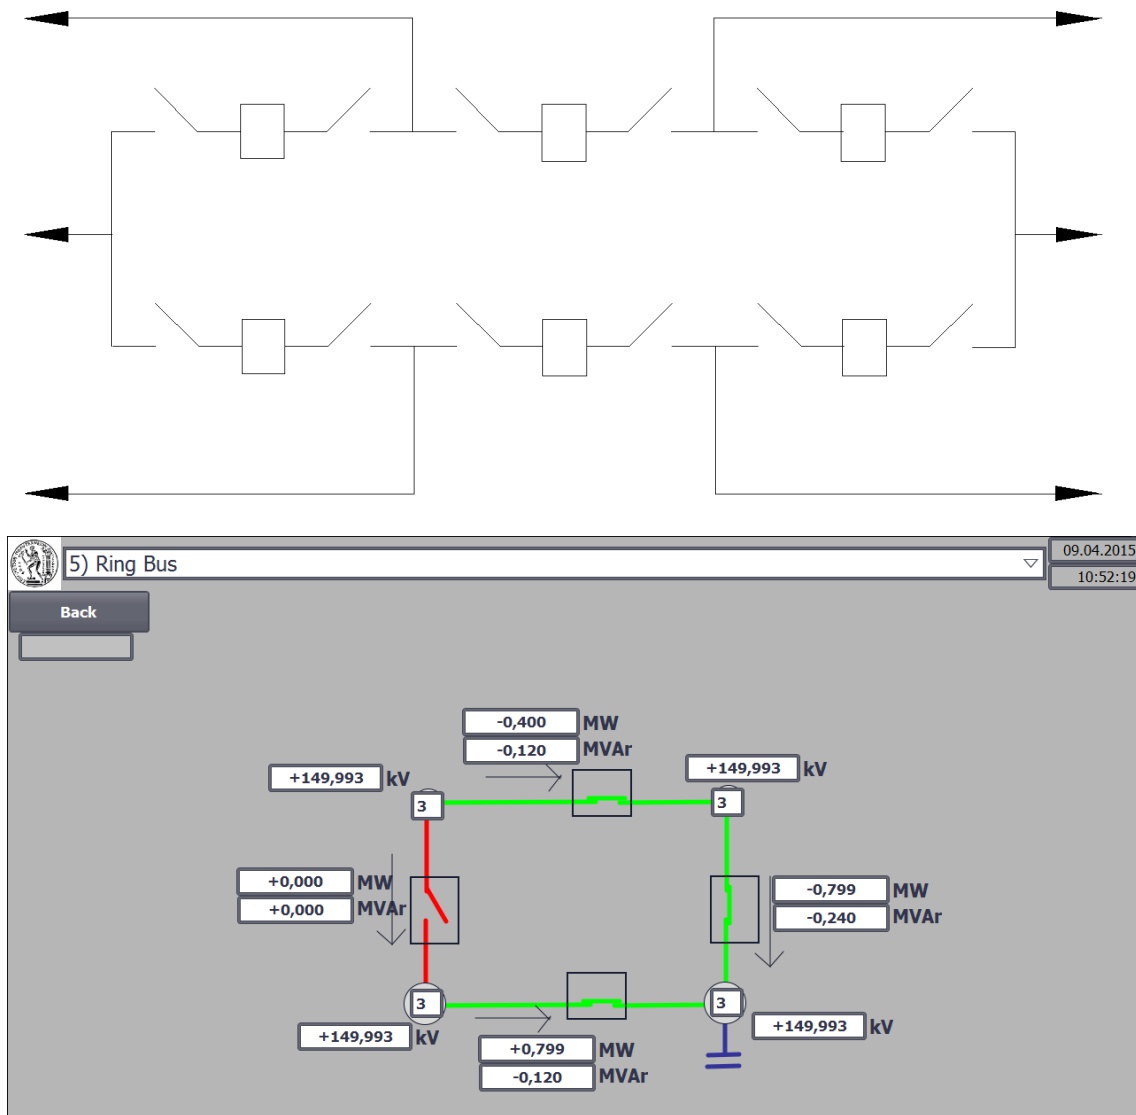 5) Ring Bus
09.04.2015
10:52:19
Back
-0,400 MW
-0,120 MVAr
+149,993 kV
+149,993 kV
3
3
+0,000 MW
+0,000 MVAr
-0,799 MW
-0,240 MVAr
3
3
+149,993 kV
+149,993 kV
+0,799 MW
-0,120 MVAr